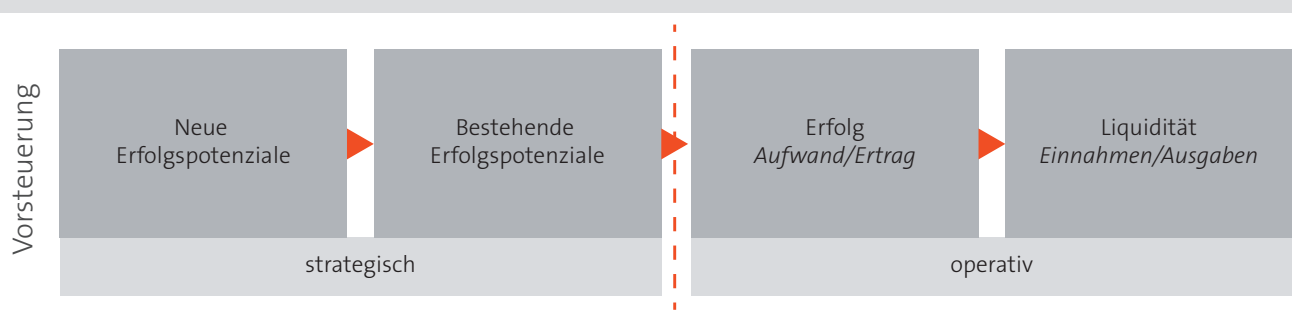 Vorsteuerung
Neue
Erfolgspotenziale
Bestehende
Erfolgspotenziale
Erfolg
Aufwand/Ertrag
Liquidität
Einnahmen/Ausgaben
strategisch
operativ